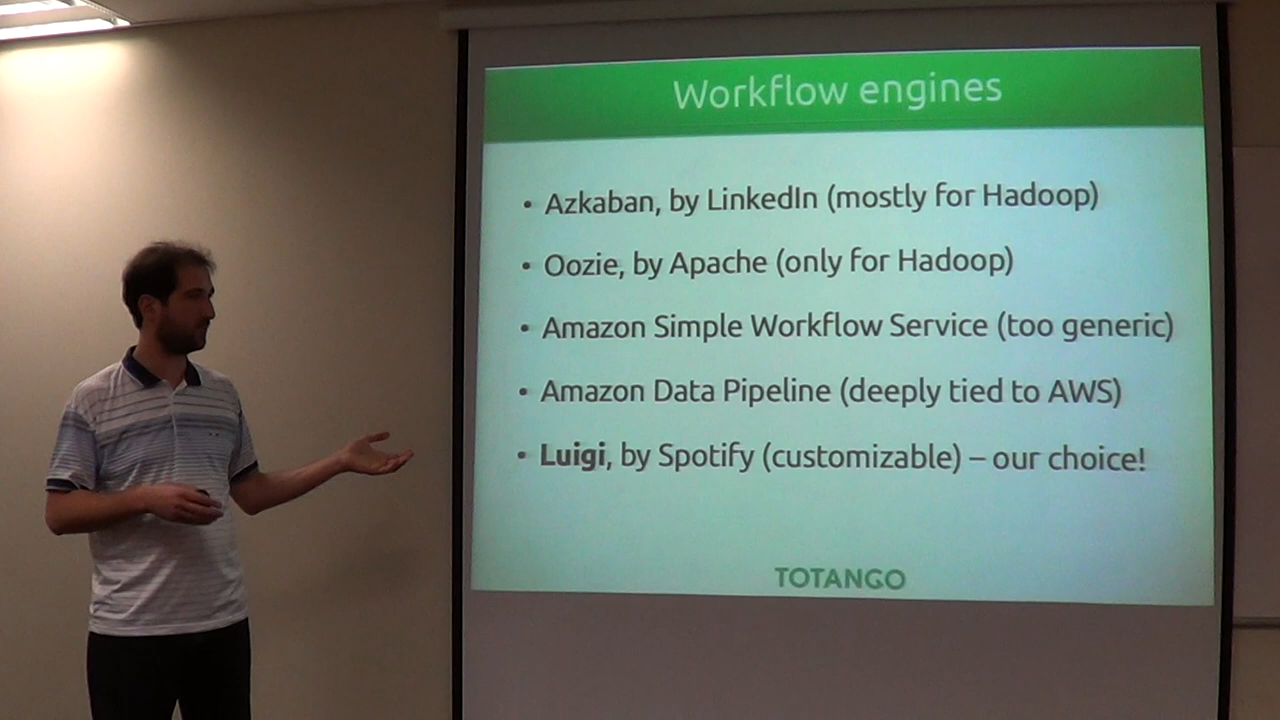 Workflow engines
• Azkaban, by LinkedIn (mostly for Hadoop)
• Oozie, by Apache (only for Hadoop)
• Amazon Simple Workflow Service (too generic)
• Amazon Data Pipeline (deeply tied to AWS)
• Luigi, by Spotify (customizable) – our choice!
TOTANGO